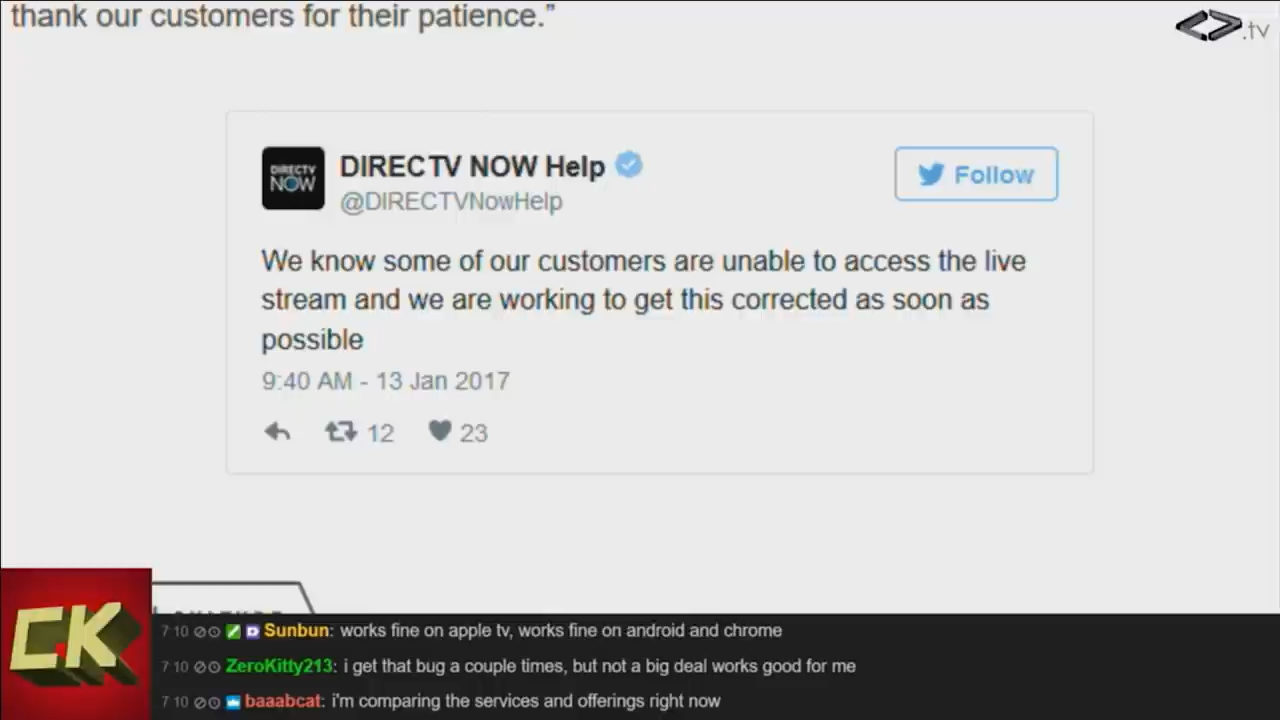 thank our customers for their patience.”
.tv
DIRECTV NOW
DIRECTV NOW Help
@DIRECTVNowHelp
Follow
We know some of our customers are unable to access the live
stream and we are working to get this corrected as soon as
possible
9:40 AM - 13 Jan 2017
12 23
CK
7:10 Sunbun: works fine on apple tv, works fine on android and chrome
7:10 ZeroKitty213: i get that bug a couple times, but not a big deal works good for me
7:10 baaabcat: i'm comparing the services and offerings right now